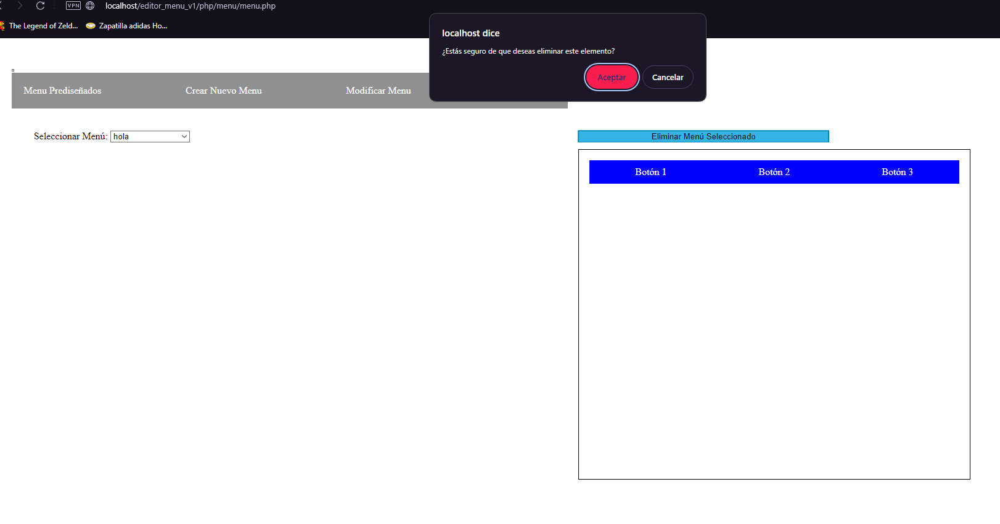 VPN localhost/editor_menu_v1/php/menu/menu.php
The Legend of Zeld... Zapatilla adidas Ho...
localhost dice
¿Estás seguro de que deseas eliminar este elemento?
Aceptar Cancelar
Menu Prediseñados Crear Nuevo Menu Modificar Menu
Seleccionar Menú: hola
Eliminar Menú Seleccionado
Botón 1 Botón 2 Botón 3